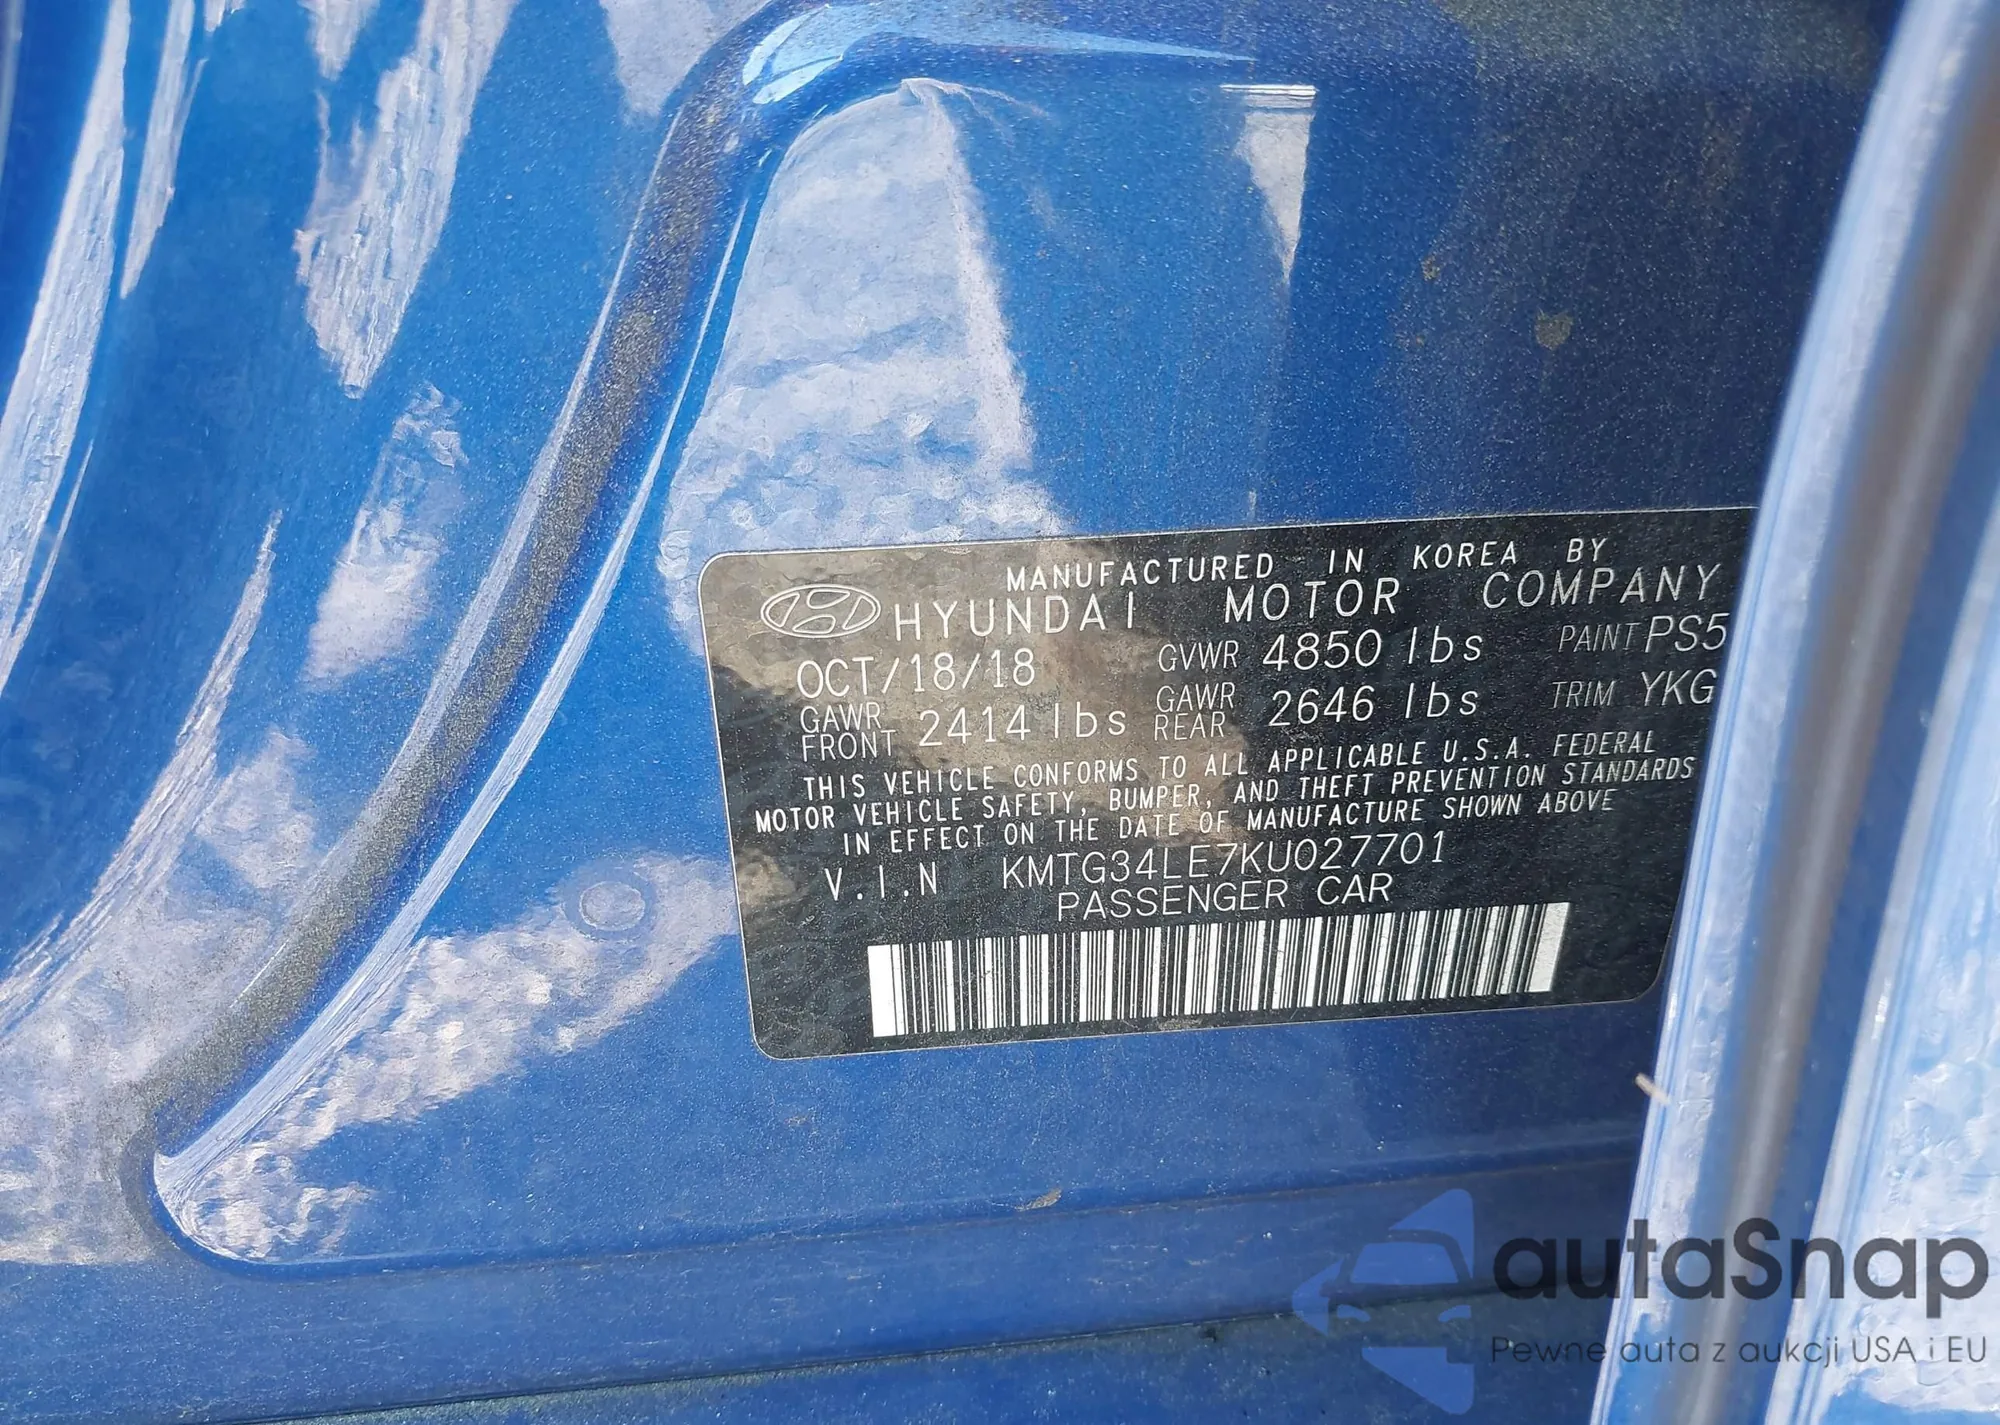 MANUFACTURED IN KOREA BY
HYUNDAI MOTOR COMPANY
OCT/18/18 GVWR 4850 lbs PAINT PS5
GAWR FRONT 2414 lbs GAWR REAR 2646 lbs TRIM YKG
THIS VEHICLE CONFORMS TO ALL APPLICABLE U.S.A. FEDERAL
MOTOR VEHICLE SAFETY, BUMPER, AND THEFT PREVENTION STANDARDS
IN EFFECT ON THE DATE OF MANUFACTURE SHOWN ABOVE
V.I.N KMTG34LE7KU027701
PASSENGER CAR
autaSnap
Pewne auta z aukcji USA i EU